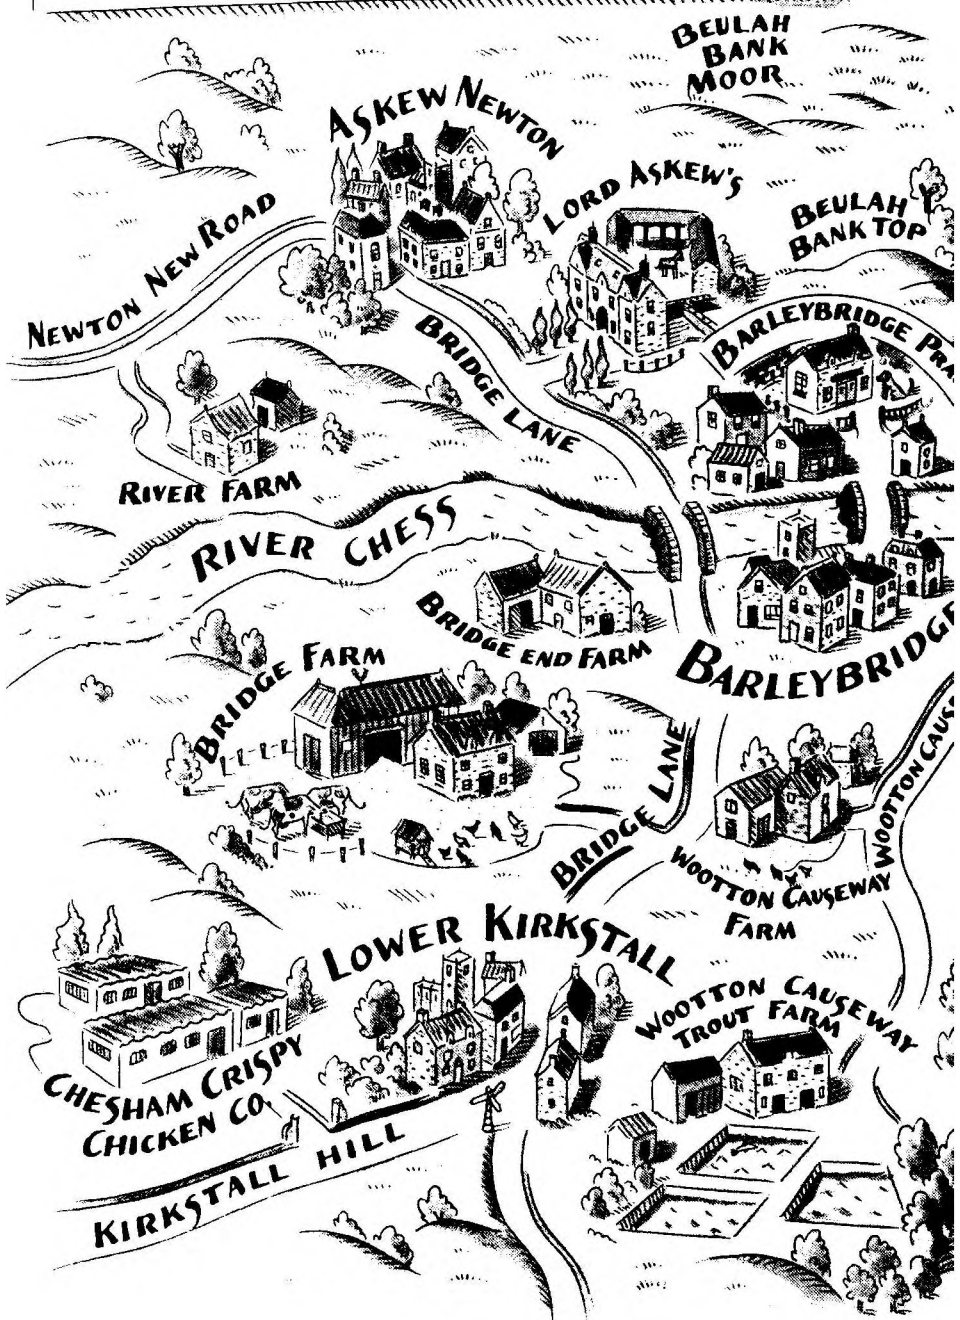 BEULAH
BANK
MOOR
ASKEW NEWTON
LORD ASKEW'S
BEULAH
BANK TOP
NEWTON NEW ROAD
BRIDGE LANE
BARLEYBRIDGE
RIVER FARM
RIVER CHESS
BRIDGE END FARM
BARLEYBRIDGE
BRIDGE FARM
BRIDGE LANE
WOOTTON
WOOTTON CAUSEWAY
FARM
LOWER KIRKSTALL
WOOTTON CAUSEWAY
TROUT FARM
CHESHAM CRISPY
CHICKEN CO.
KIRKSTALL HILL